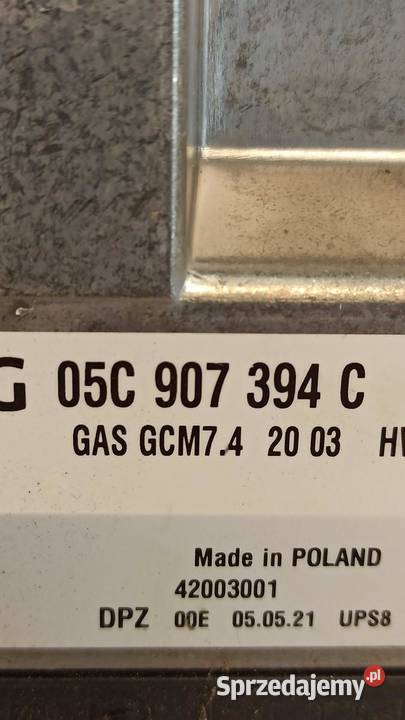 G 05C 907 394 C
GAS GCM7.4 20 03 HW
Made in POLAND
42003001
DPZ 00E 05.05.21 UPS8
Sprzedajemy.pl